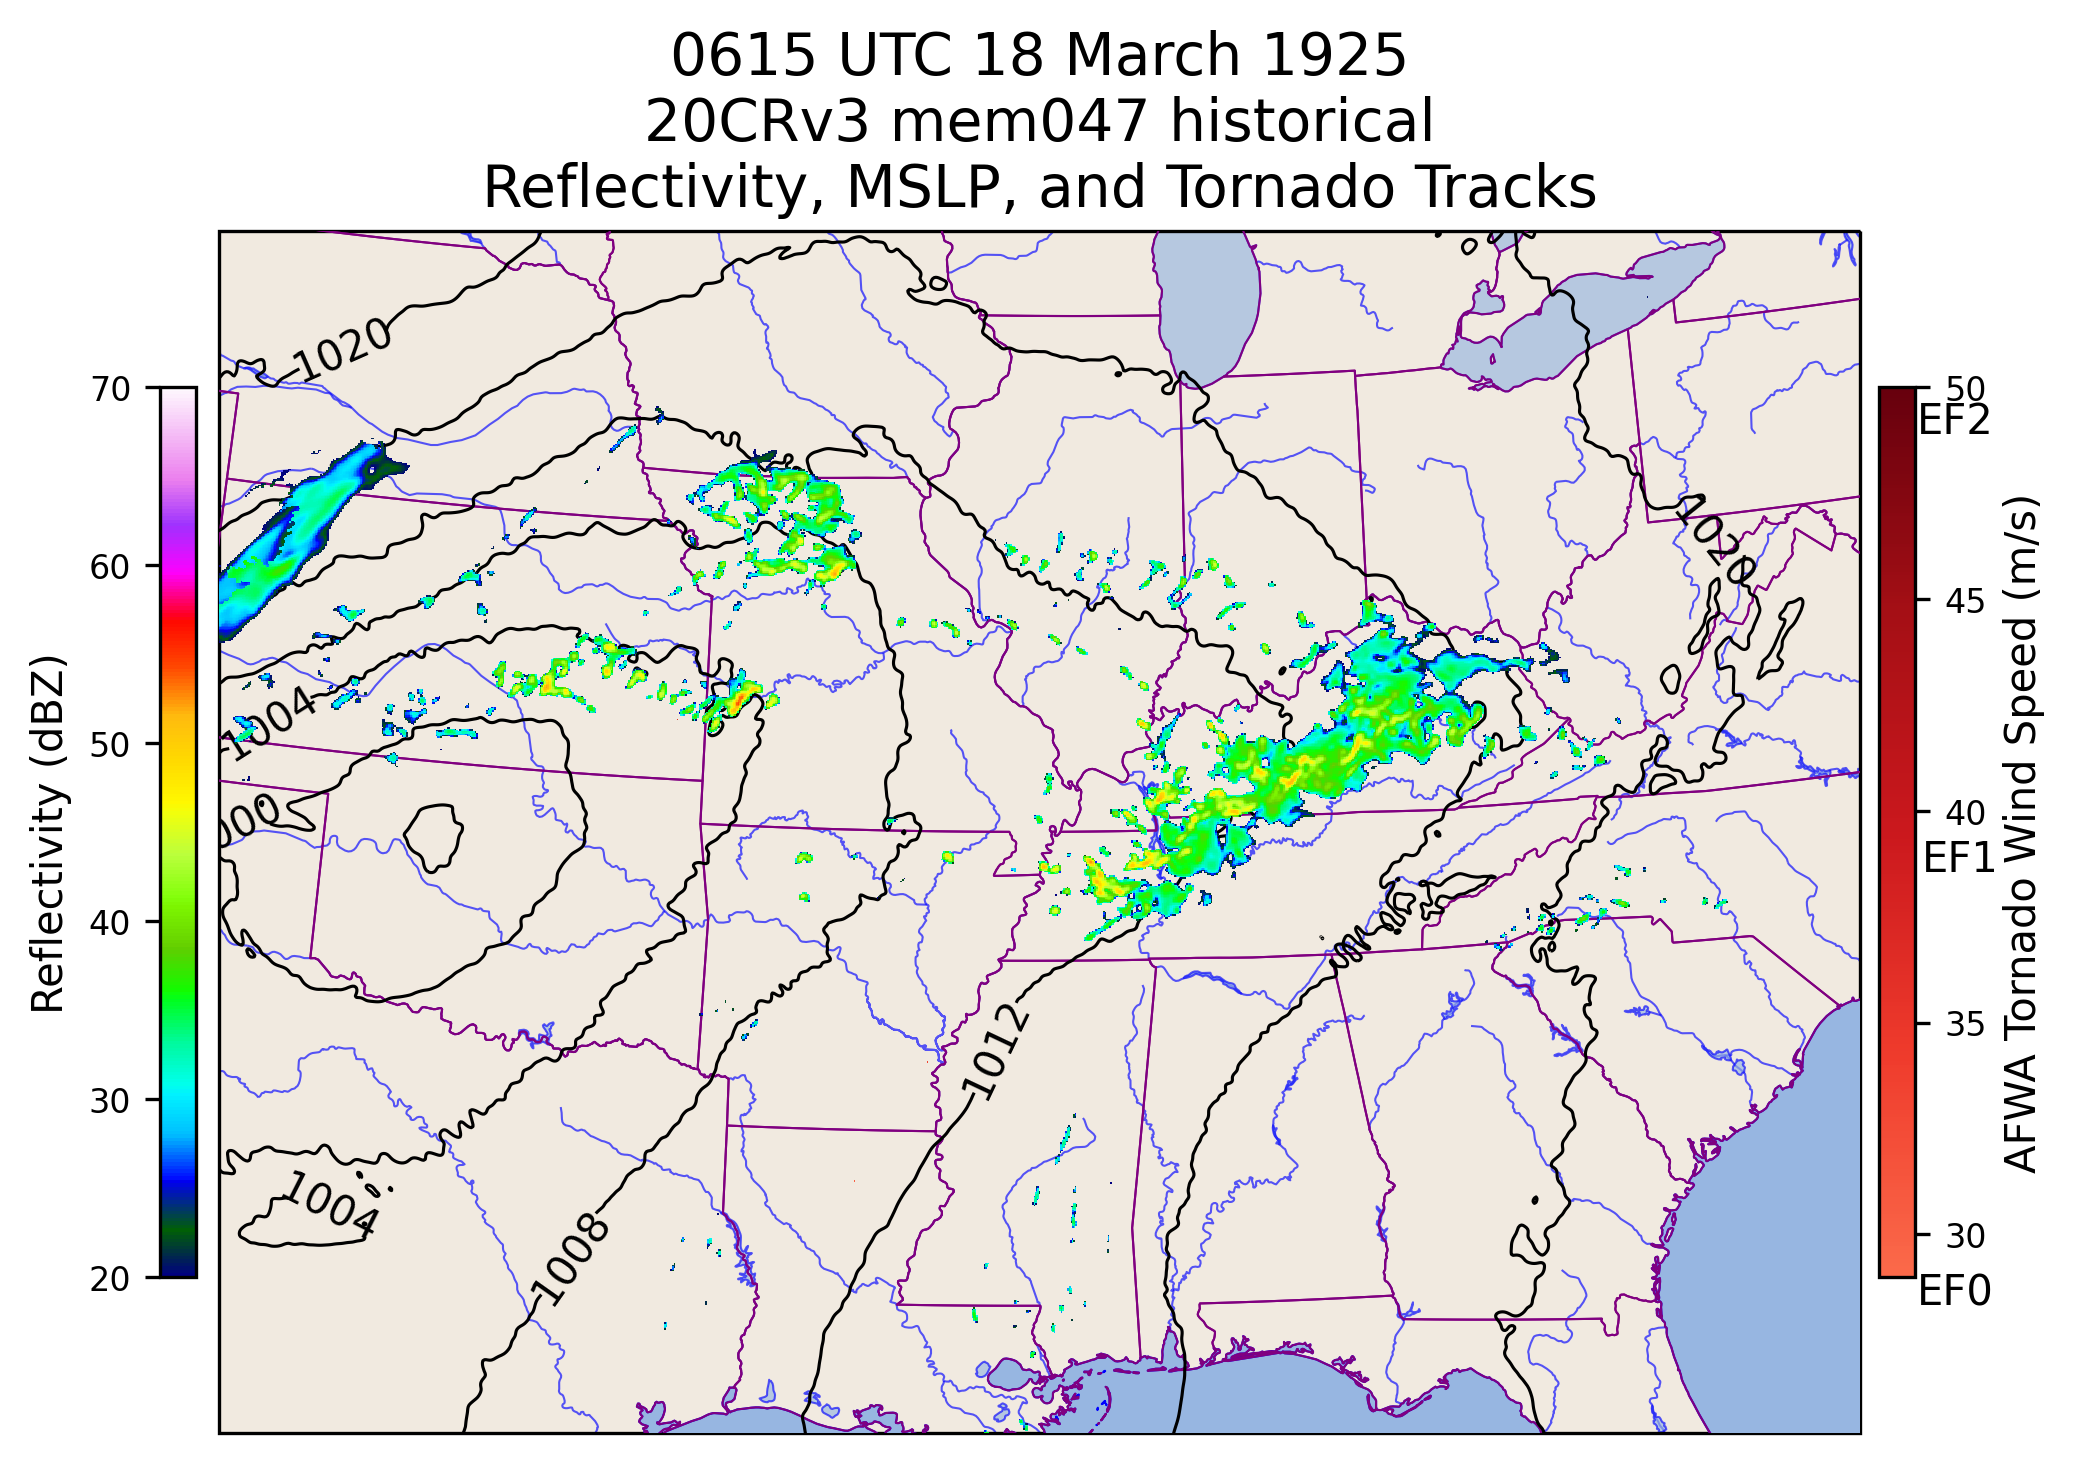 0615 UTC 18 March 1925
20CRv3 mem047 historical
Reflectivity, MSLP, and Tornado Tracks
Reflectivity (dBZ)
70
60
50
40
30
20
1020
1004
000
1004
1008
1012
1020
50
EF2
45
40
EF1
35
30
EF0
AFWA Tornado Wind Speed (m/s)